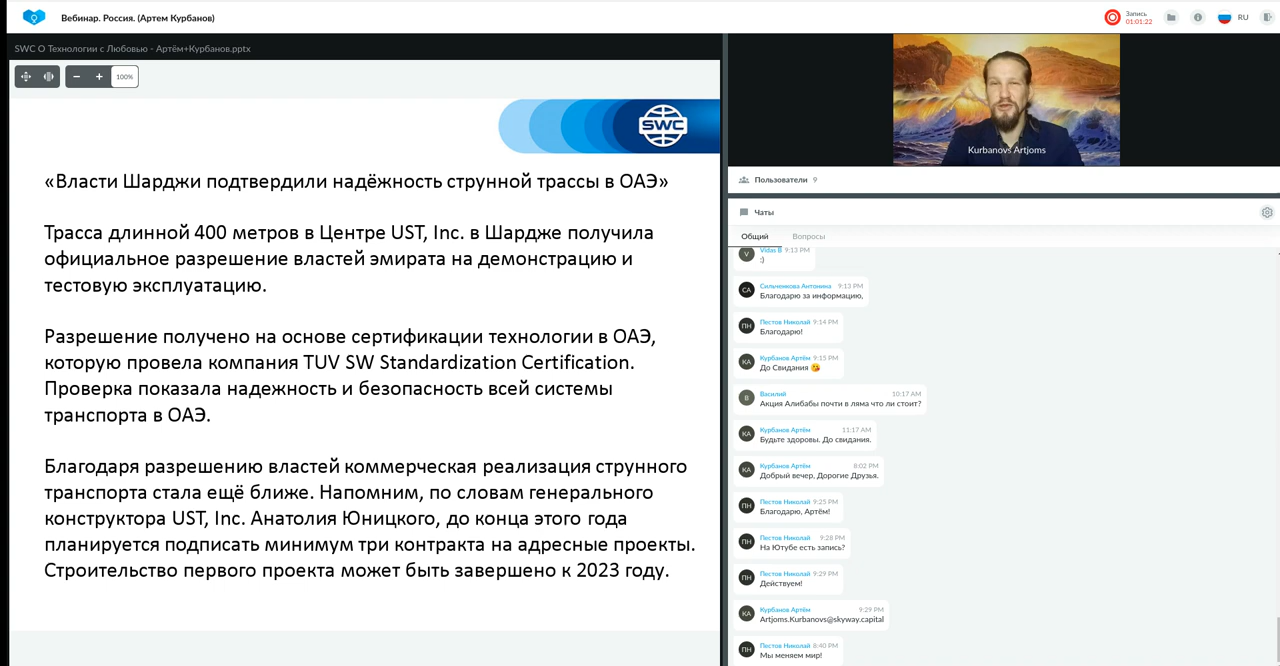 Вебинар. Россия. (Артем Курбанов)
Запись
01:01:22
RU
SWC О Технологии с Любовью - Артём+Курбанов.pptx
100%
SWC
«Власти Шарджи подтвердили надёжность струнной трассы в ОАЭ»
Трасса длинной 400 метров в Центре UST, Inc. в Шардже получила
официальное разрешение властей эмирата на демонстрацию и
тестовую эксплуатацию.
Разрешение получено на основе сертификации технологии в ОАЭ,
которую провела компания TUV SW Standardization Certification.
Проверка показала надежность и безопасность всей системы
транспорта в ОАЭ.
Благодаря разрешению властей коммерческая реализация струнного
транспорта стала ещё ближе. Напомним, по словам генерального
конструктора UST, Inc. Анатолия Юницкого, до конца этого года
планируется подписать минимум три контракта на адресные проекты.
Строительство первого проекта может быть завершено к 2023 году.
Kurbanovs Artjoms
Пользователи 9
Чаты
Общий Вопросы
V Vidas B 9:13 PM
:)
СА Сильченкова Антонина 9:13 PM
Благодарю за информацию,
ПН Пестов Николай 9:14 PM
Благодарю!
КА Курбанов Артём 9:15 PM
До Свидания 😘
В Василий 10:17 AM
Акция Алибабы почти в ляма что ли стоит?
КА Курбанов Артём 11:17 AM
Будьте здоровы. До свидания.
КА Курбанов Артём 8:02 PM
Добрый вечер, Дорогие Друзья.
ПН Пестов Николай 9:25 PM
Благодарю, Артём!
ПН Пестов Николай 9:28 PM
На Ютубе есть запись?
ПН Пестов Николай 9:29 PM
Действуем!
КА Курбанов Артём 9:29 PM
Artjoms.Kurbanovs@skyway.capital
ПН Пестов Николай 8:40 PM
Мы меняем мир!